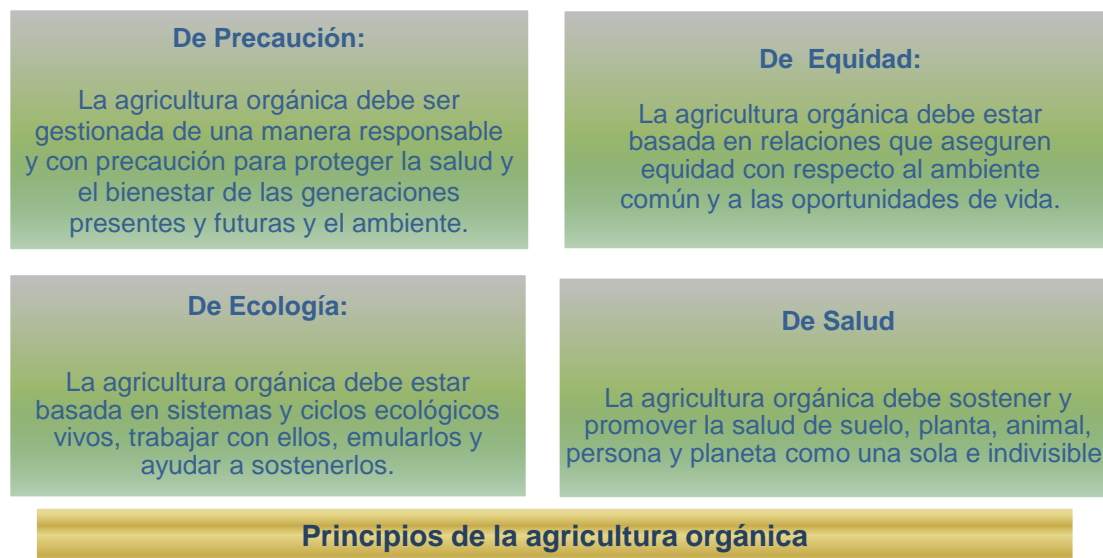 De Precaución:
La agricultura orgánica debe ser
gestionada de una manera responsable
y con precaución para proteger la salud y
el bienestar de las generaciones
presentes y futuras y el ambiente.
De Equidad:
La agricultura orgánica debe estar
basada en relaciones que aseguren
equidad con respecto al ambiente
común y a las oportunidades de vida.
De Ecología:
La agricultura orgánica debe estar
basada en sistemas y ciclos ecológicos
vivos, trabajar con ellos, emularlos y
ayudar a sostenerlos.
De Salud
La agricultura orgánica debe sostener y
promover la salud de suelo, planta, animal,
persona y planeta como una sola e indivisible
Principios de la agricultura orgánica